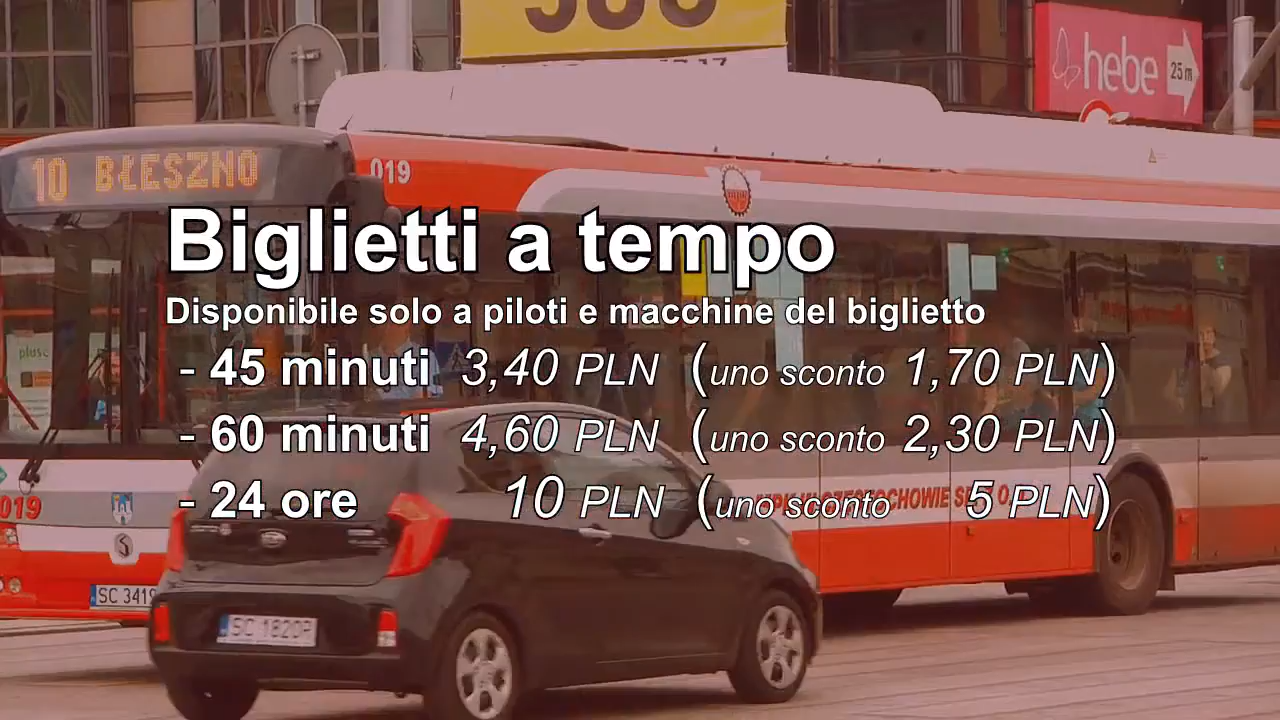 hebe
25 m
10 BŁESZNO
019
Biglietti a tempo
Disponibile solo a piloti e macchine del biglietto
- 45 minuti 3,40 PLN (uno sconto 1,70 PLN)
- 60 minuti 4,60 PLN (uno sconto 2,30 PLN)
- 24 ore 10 PLN (uno sconto 5 PLN)
019
SC 3419